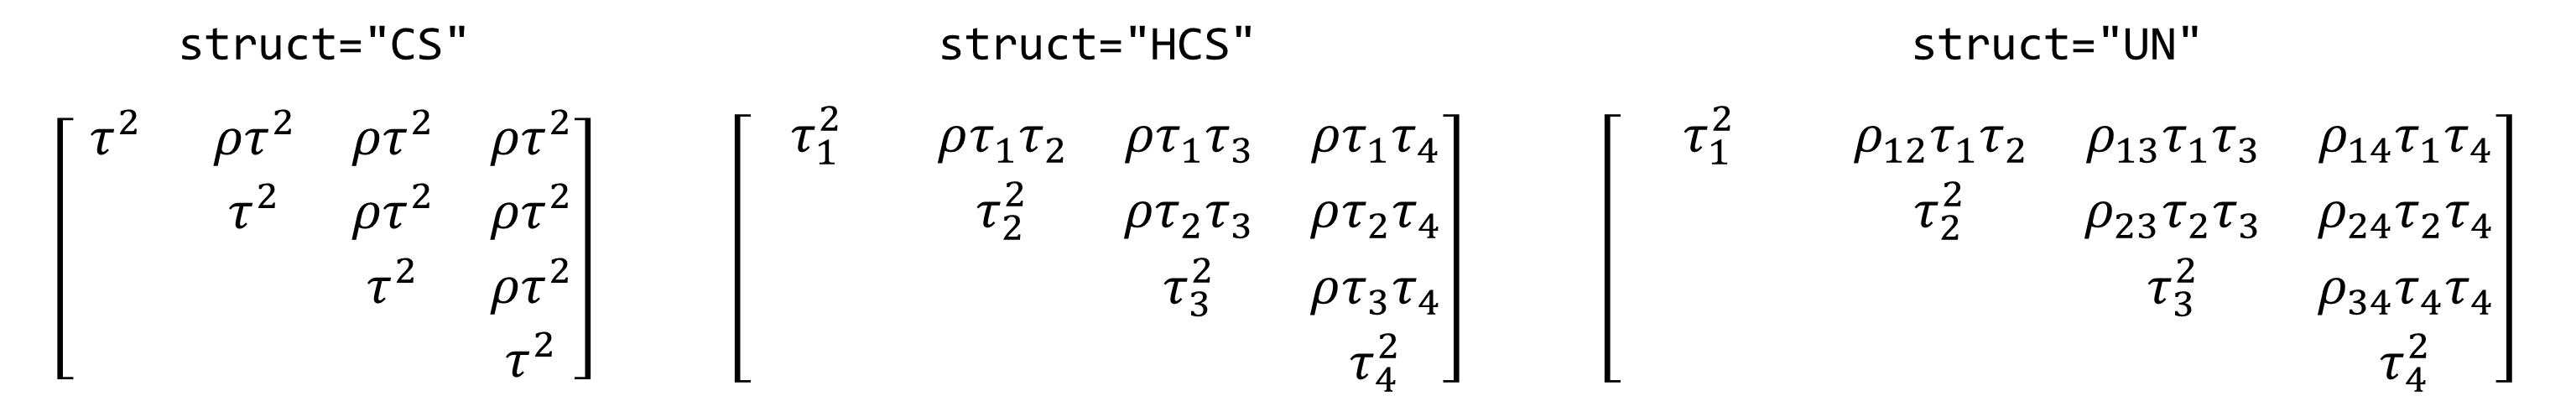 struct="CS" struct="HCS" struct="UN"
τ² ρτ² ρτ² ρτ² τ₁² ρτ₁τ₂ ρτ₁τ₃ ρτ₁τ₄ τ₁² ρ₁₂τ₁τ₂ ρ₁₃τ₁τ₃ ρ₁₄τ₁τ₄
τ² ρτ² ρτ² τ₂² ρτ₂τ₃ ρτ₂τ₄ τ₂² ρ₂₃τ₂τ₃ ρ₂₄τ₂τ₄
τ² ρτ² τ₃² ρτ₃τ₄ τ₃² ρ₃₄τ₄τ₄
τ² τ₄² τ₄²